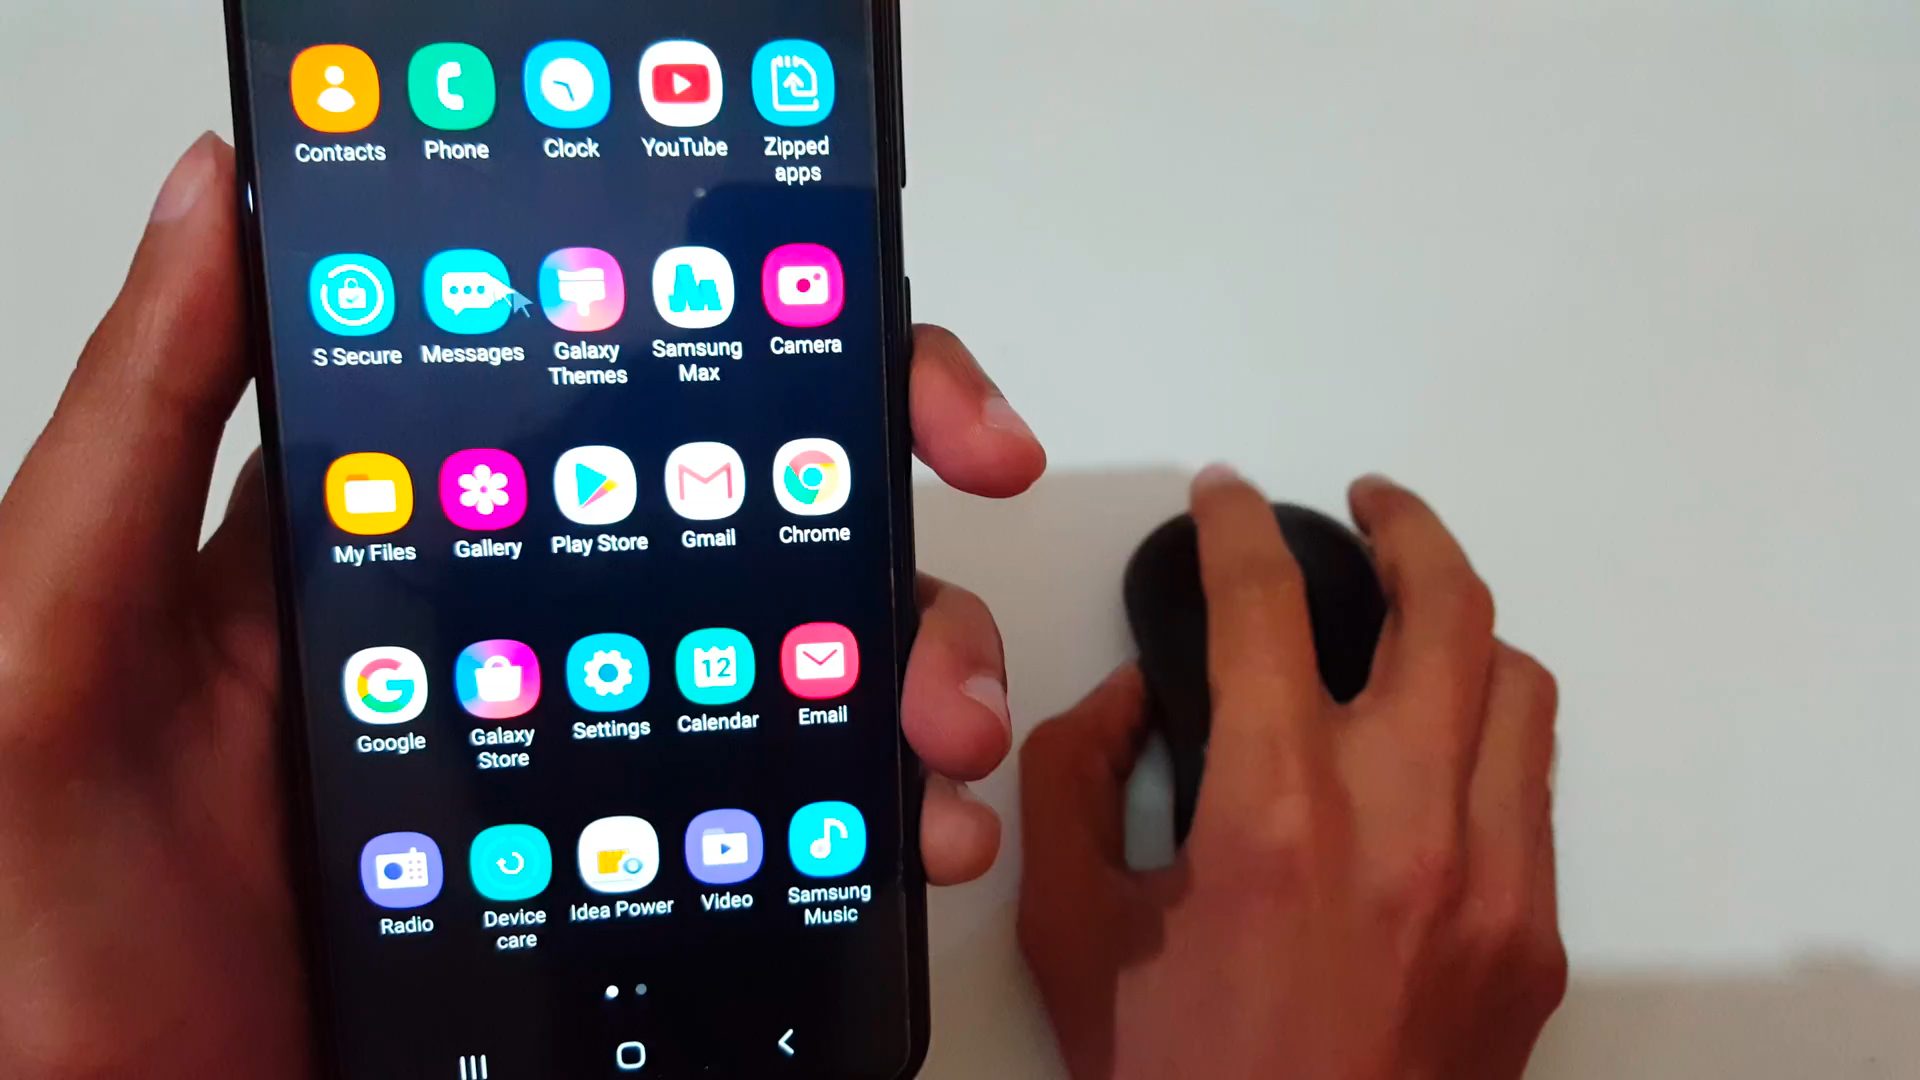 Contacts
Phone
Clock
YouTube
Zipped
apps
S Secure
Messages
Galaxy
Themes
Samsung
Max
Camera
My Files
Gallery
Play Store
Gmail
Chrome
Google
Galaxy
Store
Settings
12
Calendar
Email
Radio
Device
care
Idea Power
Video
Samsung
Music